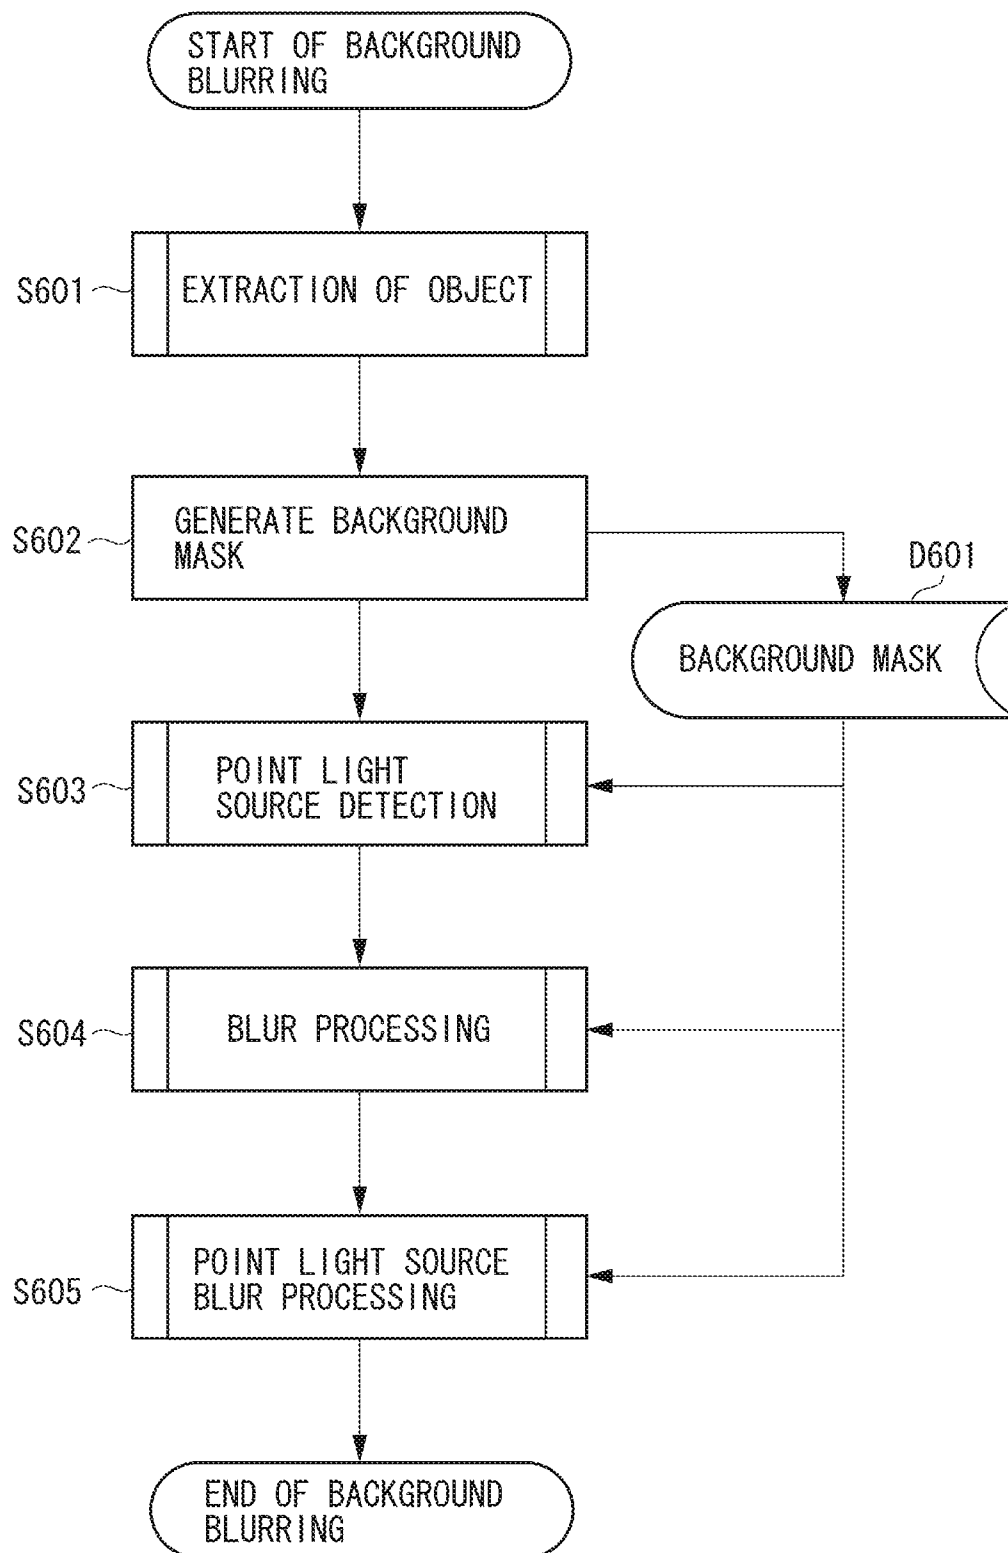 START OF BACKGROUND
BLURRING
S601
EXTRACTION OF OBJECT
S602
GENERATE BACKGROUND
MASK
D601
BACKGROUND MASK
S603
POINT LIGHT
SOURCE DETECTION
S604
BLUR PROCESSING
S605
POINT LIGHT SOURCE
BLUR PROCESSING
END OF BACKGROUND
BLURRING